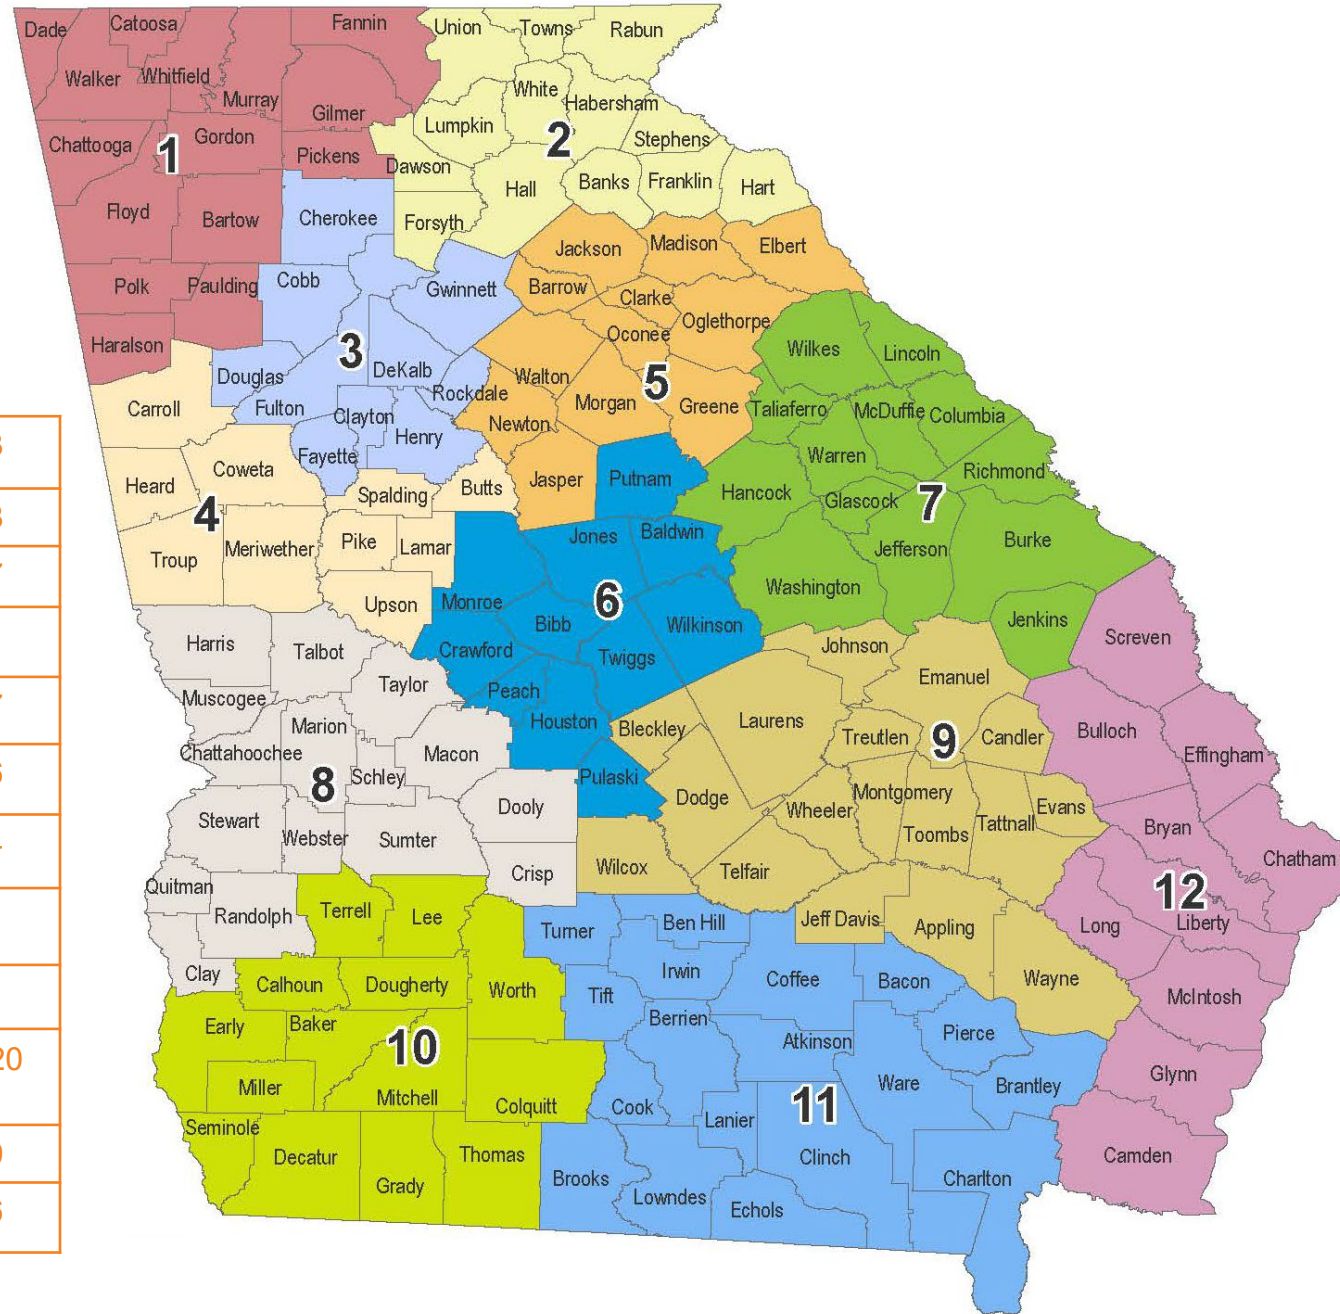 Dade
Catoosa
Fannin
Union
Towns
Rabun
Walker
Whitfield
Murray
Gilmer
White
Habersham
Lumpkin
Stephens
Chattooga
1
Gordon
Pickens
Dawson
2
Hall
Banks
Franklin
Hart
Floyd
Bartow
Cherokee
Forsyth
Jackson
Madison
Elbert
Polk
Paulding
Cobb
Gwinnett
Barrow
Clarke
Oglethorpe
Haralson
3
Oconee
Wilkes
Lincoln
Douglas
DeKalb
Rockdale
Walton
5
Carroll
Fulton
Clayton
Henry
Newton
Morgan
Greene
Taliaferro
McDuffie
Columbia
Fayette
Warren
Richmond
Heard
Coweta
4
Spalding
Butts
Jasper
Putnam
Hancock
Glascock
7
Troup
Meriwether
Pike
Lamar
Jones
Baldwin
Jefferson
Burke
Washington
Upson
Monroe
6
Bibb
Wilkinson
Jenkins
Screven
Harris
Talbot
Crawford
Twiggs
Johnson
Emanuel
Taylor
Peach
Muscogee
Marion
Houston
Bleckley
Laurens
Treutlen
9
Candler
Bulloch
Effingham
Chattahoochee
8
Schley
Macon
Pulaski
Dodge
Wheeler
Montgomery
Evans
Stewart
Webster
Sumter
Dooly
Toombs
Tattnall
Bryan
Chatham
Quitman
Crisp
Wilcox
Telfair
12
Randolph
Terrell
Lee
Turner
Ben Hill
Jeff Davis
Appling
Long
Liberty
Clay
Calhoun
Dougherty
Worth
Tift
Irwin
Coffee
Bacon
Wayne
McIntosh
Early
Baker
10
Berrien
Atkinson
Pierce
20
Miller
Mitchell
Colquitt
Cook
Lanier
11
Ware
Brantley
Glynn
Seminole
Decatur
Grady
Thomas
Brooks
Lowndes
Echols
Clinch
Charlton
Camden